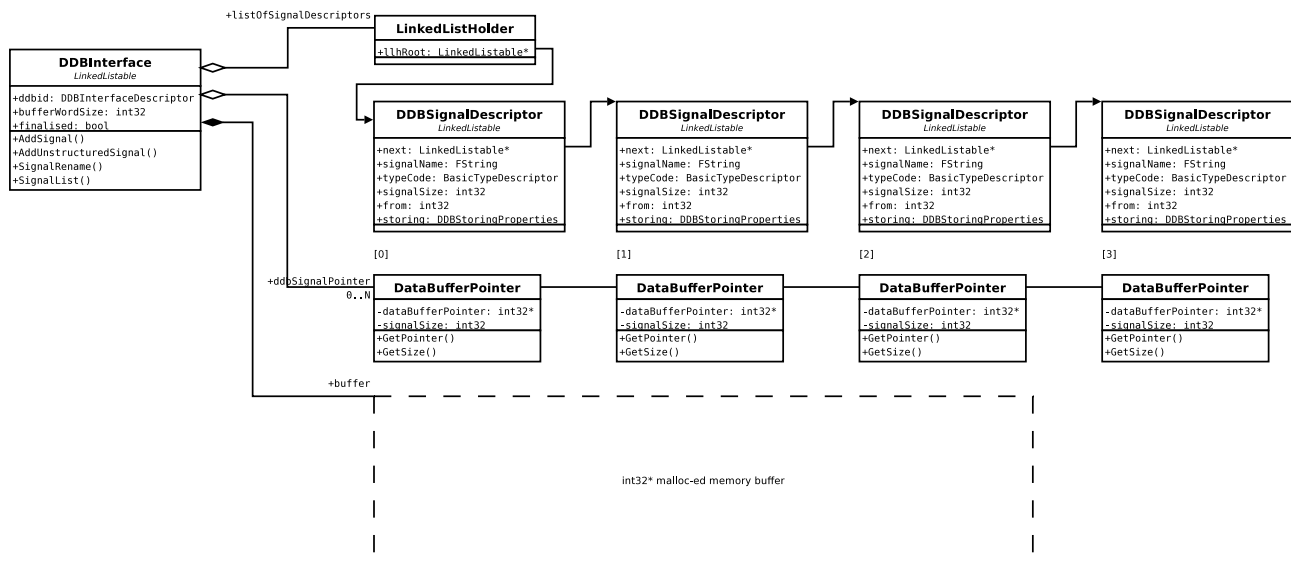 +listOfSignalDescriptors
LinkedListHolder
+llhRoot: LinkedListable*
DDBInterface
LinkedListable
+ddbid: DDBInterfaceDescriptor
+bufferWordSize: int32
+finalised: bool
+AddSignal()
+AddUnstructuredSignal()
+SignalRename()
+SignalList()
DDBSignalDescriptor
LinkedListable
+next: LinkedListable*
+signalName: FString
+typeCode: BasicTypeDescriptor
+signalSize: int32
+from: int32
+storing: DDBStoringProperties
DDBSignalDescriptor
LinkedListable
+next: LinkedListable*
+signalName: FString
+typeCode: BasicTypeDescriptor
+signalSize: int32
+from: int32
+storing: DDBStoringProperties
DDBSignalDescriptor
LinkedListable
+next: LinkedListable*
+signalName: FString
+typeCode: BasicTypeDescriptor
+signalSize: int32
+from: int32
+storing: DDBStoringProperties
DDBSignalDescriptor
LinkedListable
+next: LinkedListable*
+signalName: FString
+typeCode: BasicTypeDescriptor
+signalSize: int32
+from: int32
+storing: DDBStoringProperties
[0]
[1]
[2]
[3]
+ddbSignalPointer
0..N
DataBufferPointer
-dataBufferPointer: int32*
-signalSize: int32
+GetPointer()
+GetSize()
DataBufferPointer
-dataBufferPointer: int32*
-signalSize: int32
+GetPointer()
+GetSize()
DataBufferPointer
-dataBufferPointer: int32*
-signalSize: int32
+GetPointer()
+GetSize()
DataBufferPointer
-dataBufferPointer: int32*
-signalSize: int32
+GetPointer()
+GetSize()
+buffer
int32* malloc-ed memory buffer